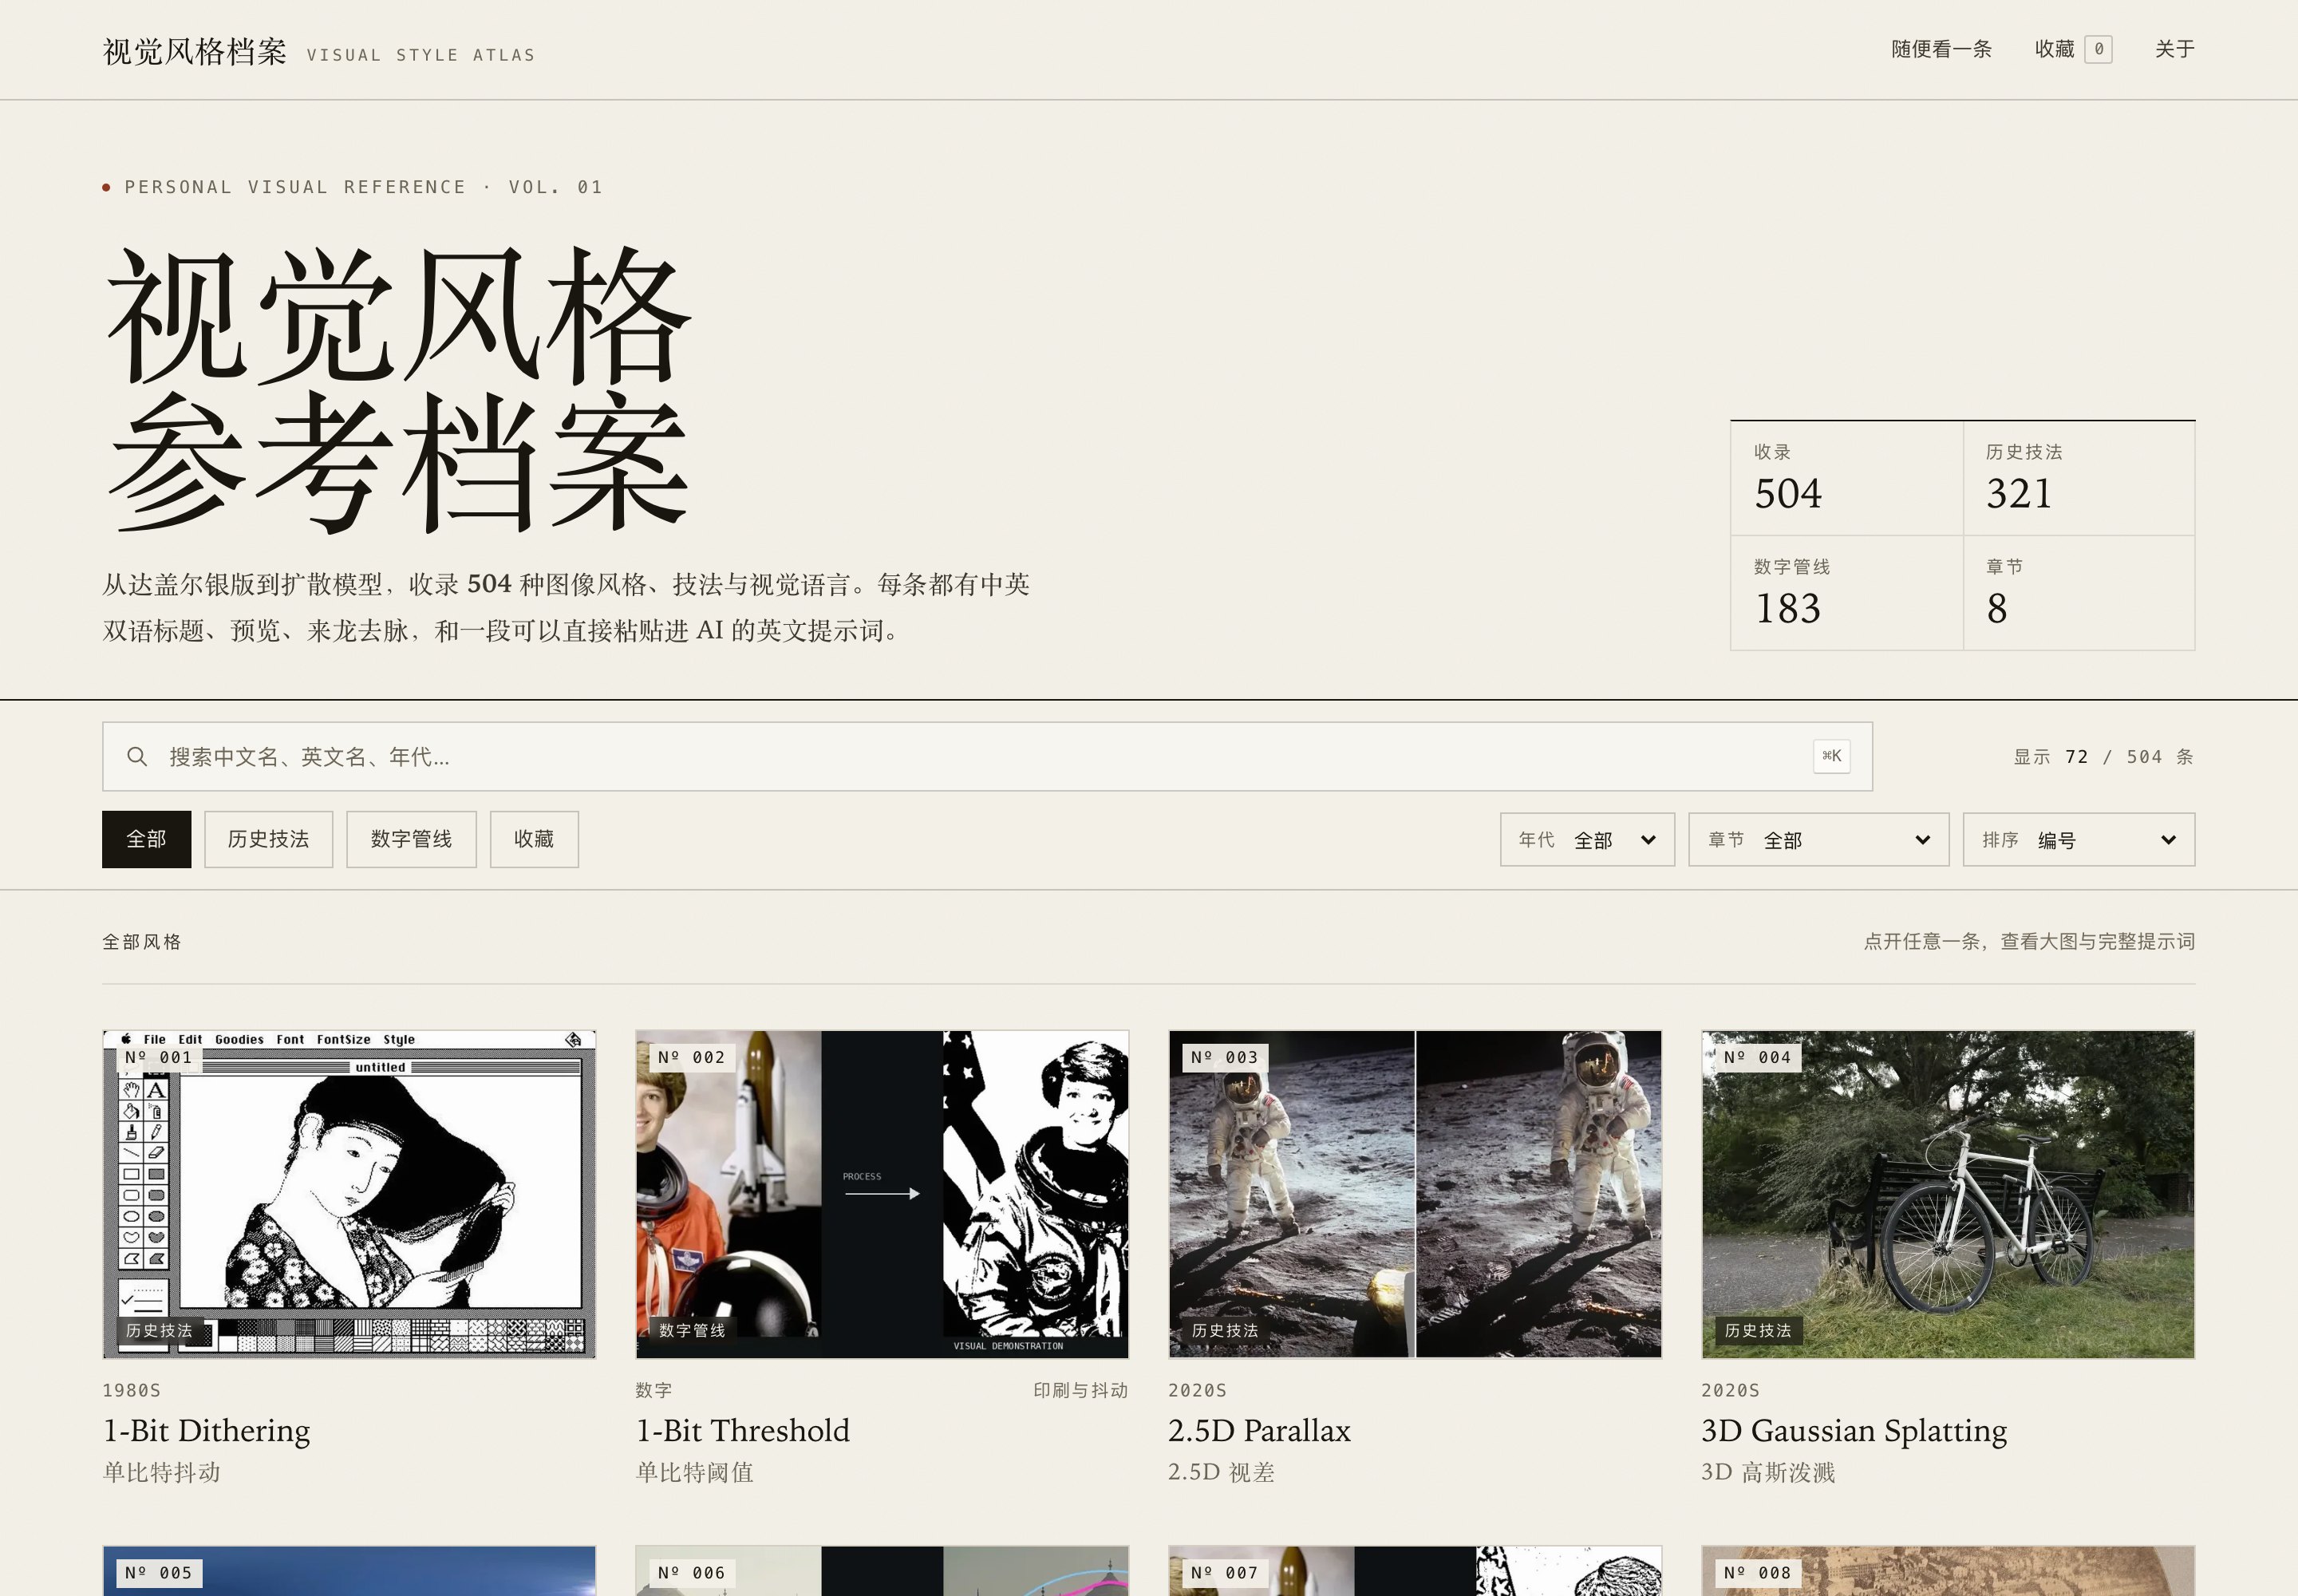 视觉风格档案 VISUAL STYLE ATLAS
随便看一条 收藏 0 关于
PERSONAL VISUAL REFERENCE · VOL. 01
视觉风格
参考档案
从达盖尔银版到扩散模型，收录 504 种图像风格、技法与视觉语言。每条都有中英
双语标题、预览、来龙去脉，和一段可以直接粘贴进 AI 的英文提示词。
收录 历史技法
504 321
数字管线 章节
183 8
搜索中文名、英文名、年代… ⌘K 显示 72 / 504 条
全部 历史技法 数字管线 收藏 年代 全部 章节 全部 排序 编号
全部风格 点开任意一条，查看大图与完整提示词
File Edit Goodies Font FontSize Style
Nº 001
untitled
A
历史技法
1980S
1-Bit Dithering
单比特抖动
Nº 002
PROCESS
数字管线
VISUAL DEMONSTRATION
数字 印刷与抖动
1-Bit Threshold
单比特阈值
Nº 003
历史技法
2020S
2.5D Parallax
2.5D 视差
Nº 004
历史技法
2020S
3D Gaussian Splatting
3D 高斯泼溅
Nº 005
Nº 006
Nº 007
Nº 008